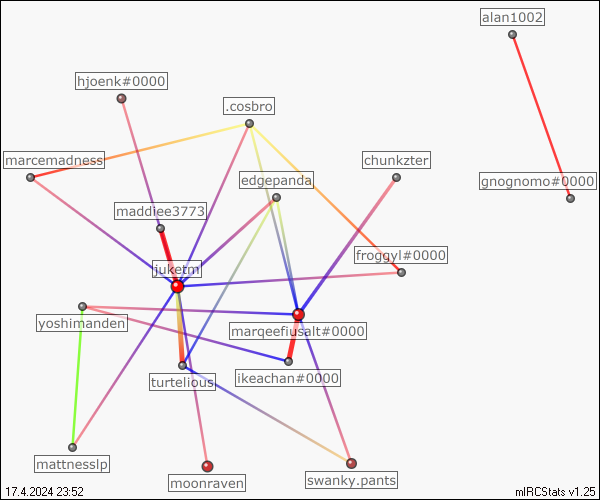 alan1002
hjoenk#0000
.cosbro
marcemadness
chunkzter
edgepanda
gnognomo#0000
maddiee3773
froggyl#0000
juketm
yoshimanden
marqeefiusalt#0000
turtelious
ikeachan#0000
mattnesslp
moonraven
swanky.pants
17.4.2024 23:52
mIRCStats v1.25